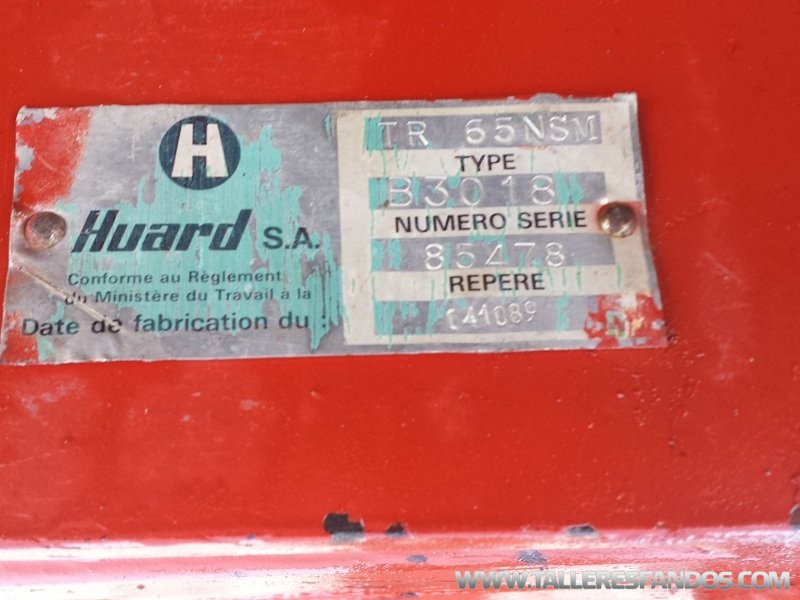 H
Huard S.A.
Conforme au Règlement
du Ministère du Travail à la
Date de fabrication du :
TR 65NSM
TYPE
B3018
NUMERO SERIE
85478
REPERE
041089
WWW.TALLERESFANDOS.COM